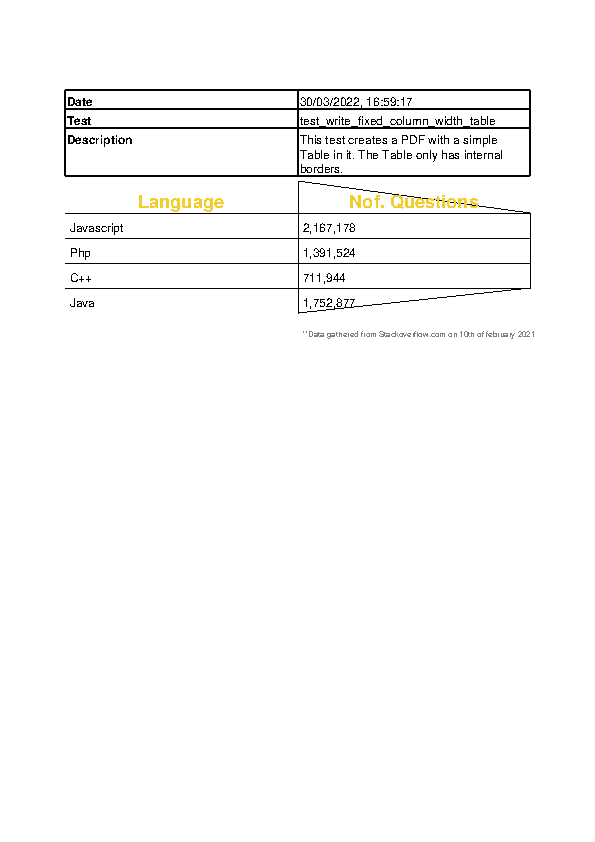 Date 30/03/2022, 16:59:17
Test test_write_fixed_column_width_table
Description This test creates a PDF with a simple
Table in it. The Table only has internal
borders.
Language Nof. Questions
Javascript 2,167,178
Php 1,391,524
C++ 711,944
Java 1,752,877
**Data gathered from Stackoverflow.com on 10th of february 2021